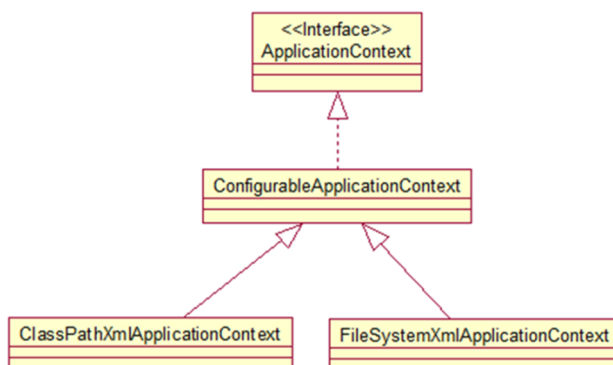 <<Interface>>
ApplicationContext
ConfigurableApplicationContext
ClassPathXmlApplicationContext
FileSystemXmlApplicationContext